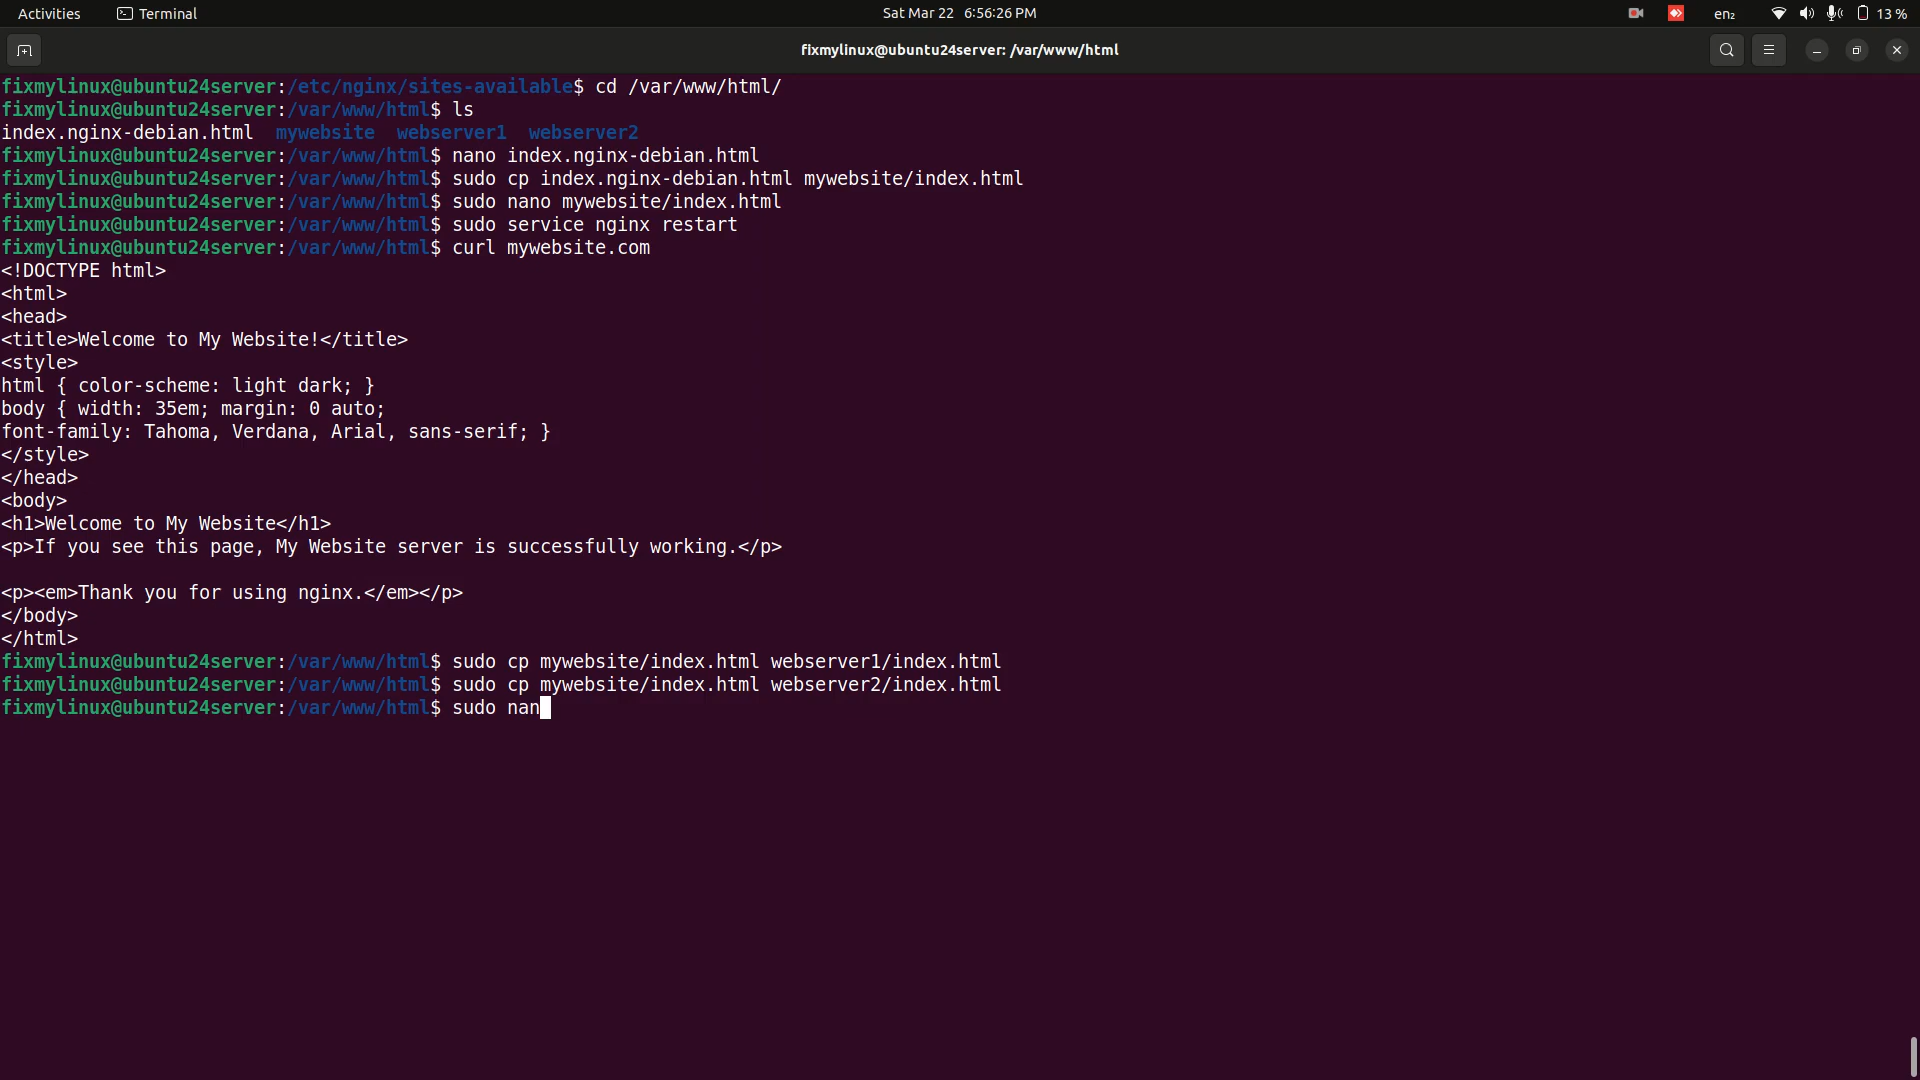 Activities Terminal Sat Mar 22 6:56:26 PM en₂ 13 %
fixmylinux@ubuntu24server: /var/www/html
fixmylinux@ubuntu24server:/etc/nginx/sites-available$ cd /var/www/html/
fixmylinux@ubuntu24server:/var/www/html$ ls
index.nginx-debian.html  mywebsite  webserver1  webserver2
fixmylinux@ubuntu24server:/var/www/html$ nano index.nginx-debian.html
fixmylinux@ubuntu24server:/var/www/html$ sudo cp index.nginx-debian.html mywebsite/index.html
fixmylinux@ubuntu24server:/var/www/html$ sudo nano mywebsite/index.html
fixmylinux@ubuntu24server:/var/www/html$ sudo service nginx restart
fixmylinux@ubuntu24server:/var/www/html$ curl mywebsite.com
<!DOCTYPE html>
<html>
<head>
<title>Welcome to My Website!</title>
<style>
html { color-scheme: light dark; }
body { width: 35em; margin: 0 auto;
font-family: Tahoma, Verdana, Arial, sans-serif; }
</style>
</head>
<body>
<h1>Welcome to My Website</h1>
<p>If you see this page, My Website server is successfully working.</p>

<p><em>Thank you for using nginx.</em></p>
</body>
</html>
fixmylinux@ubuntu24server:/var/www/html$ sudo cp mywebsite/index.html webserver1/index.html
fixmylinux@ubuntu24server:/var/www/html$ sudo cp mywebsite/index.html webserver2/index.html
fixmylinux@ubuntu24server:/var/www/html$ sudo nan